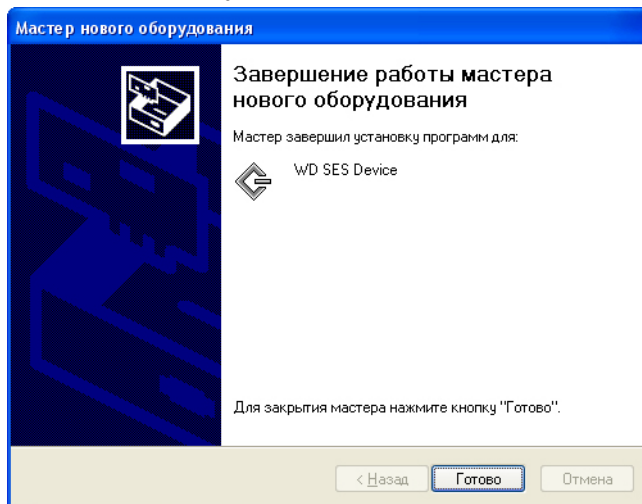 Мастер нового оборудования
Завершение работы мастера
нового оборудования
Мастер завершил установку программ для:
WD SES Device
Для закрытия мастера нажмите кнопку "Готово".
< Назад
Готово
Отмена